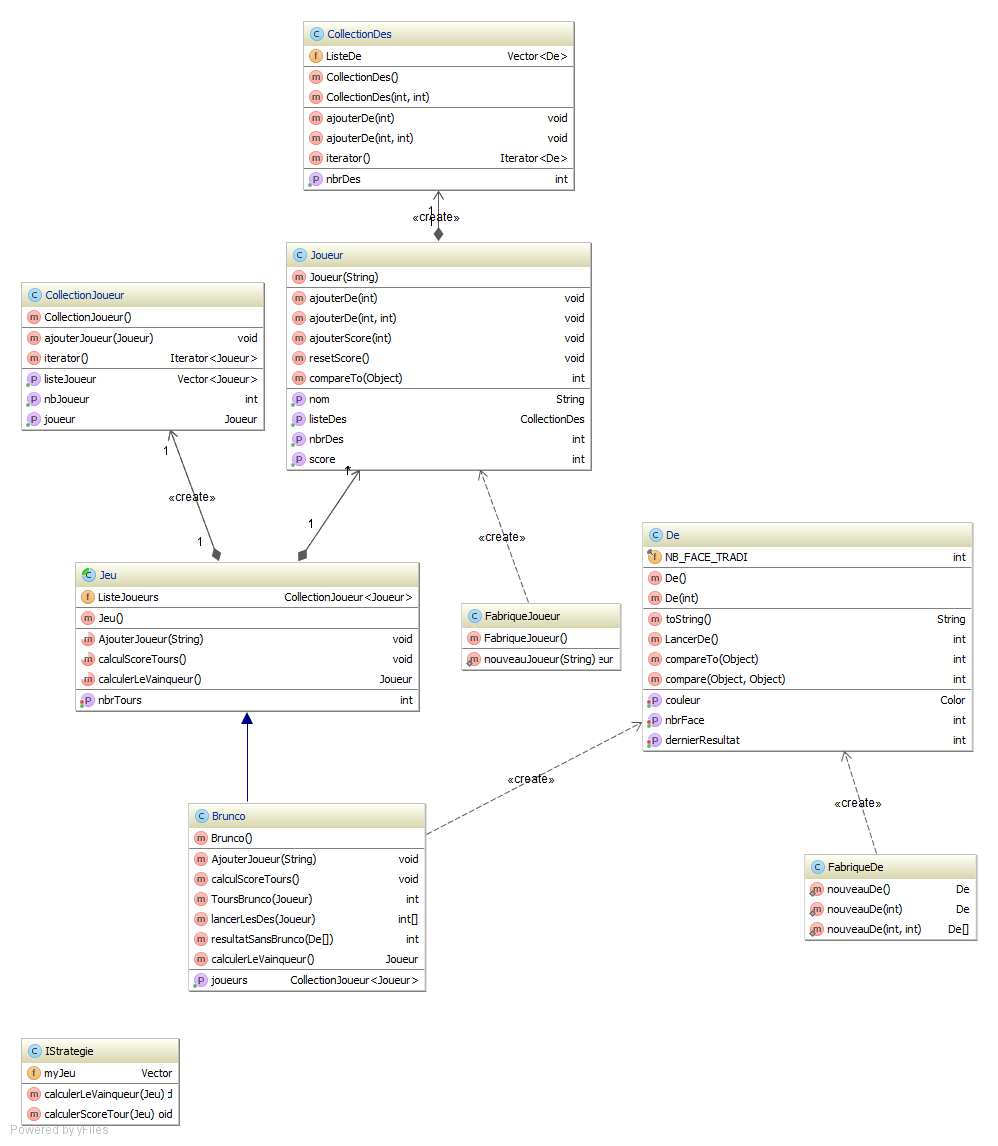 CollectionDes
ListeDe Vector<De>
CollectionDes()
CollectionDes(int, int)
ajouterDe(int) void
ajouterDe(int, int) void
iterator() Iterator<De>
nbrDes int
1
«create»
Joueur
Joueur(String)
ajouterDe(int) void
ajouterDe(int, int) void
ajouterScore(int) void
resetScore() void
compareTo(Object) int
nom String
listeDes CollectionDes
nbrDes int
score int
CollectionJoueur
CollectionJoueur()
ajouterJoueur(Joueur) void
iterator() Iterator<Joueur>
listeJoueur Vector<Joueur>
nbJoueur int
joueur Joueur
1
«create»
1
1
«create»
Jeu
ListeJoueurs CollectionJoueur<Joueur>
Jeu()
AjouterJoueur(String) void
calculScoreTours() void
calculerLeVainqueur() Joueur
nbrTours int
FabriqueJoueur
FabriqueJoueur()
nouveauJoueur(String) eur
De
NB_FACE_TRADI int
De()
De(int)
toString() String
LancerDe() int
compareTo(Object) int
compare(Object, Object) int
couleur Color
nbrFace int
dernierResultat int
«create»
«create»
Brunco
Brunco()
AjouterJoueur(String) void
calculScoreTours() void
ToursBrunco(Joueur) int
lancerLesDes(Joueur) int[]
resultatSansBrunco(De[]) int
calculerLeVainqueur() Joueur
joueurs CollectionJoueur<Joueur>
FabriqueDe
nouveauDe() De
nouveauDe(int) De
nouveauDe(int, int) De[]
IStrategie
myJeu Vector
calculerLeVainqueur(Jeu) d
calculerScoreTour(Jeu) oid
Powered by yFiles